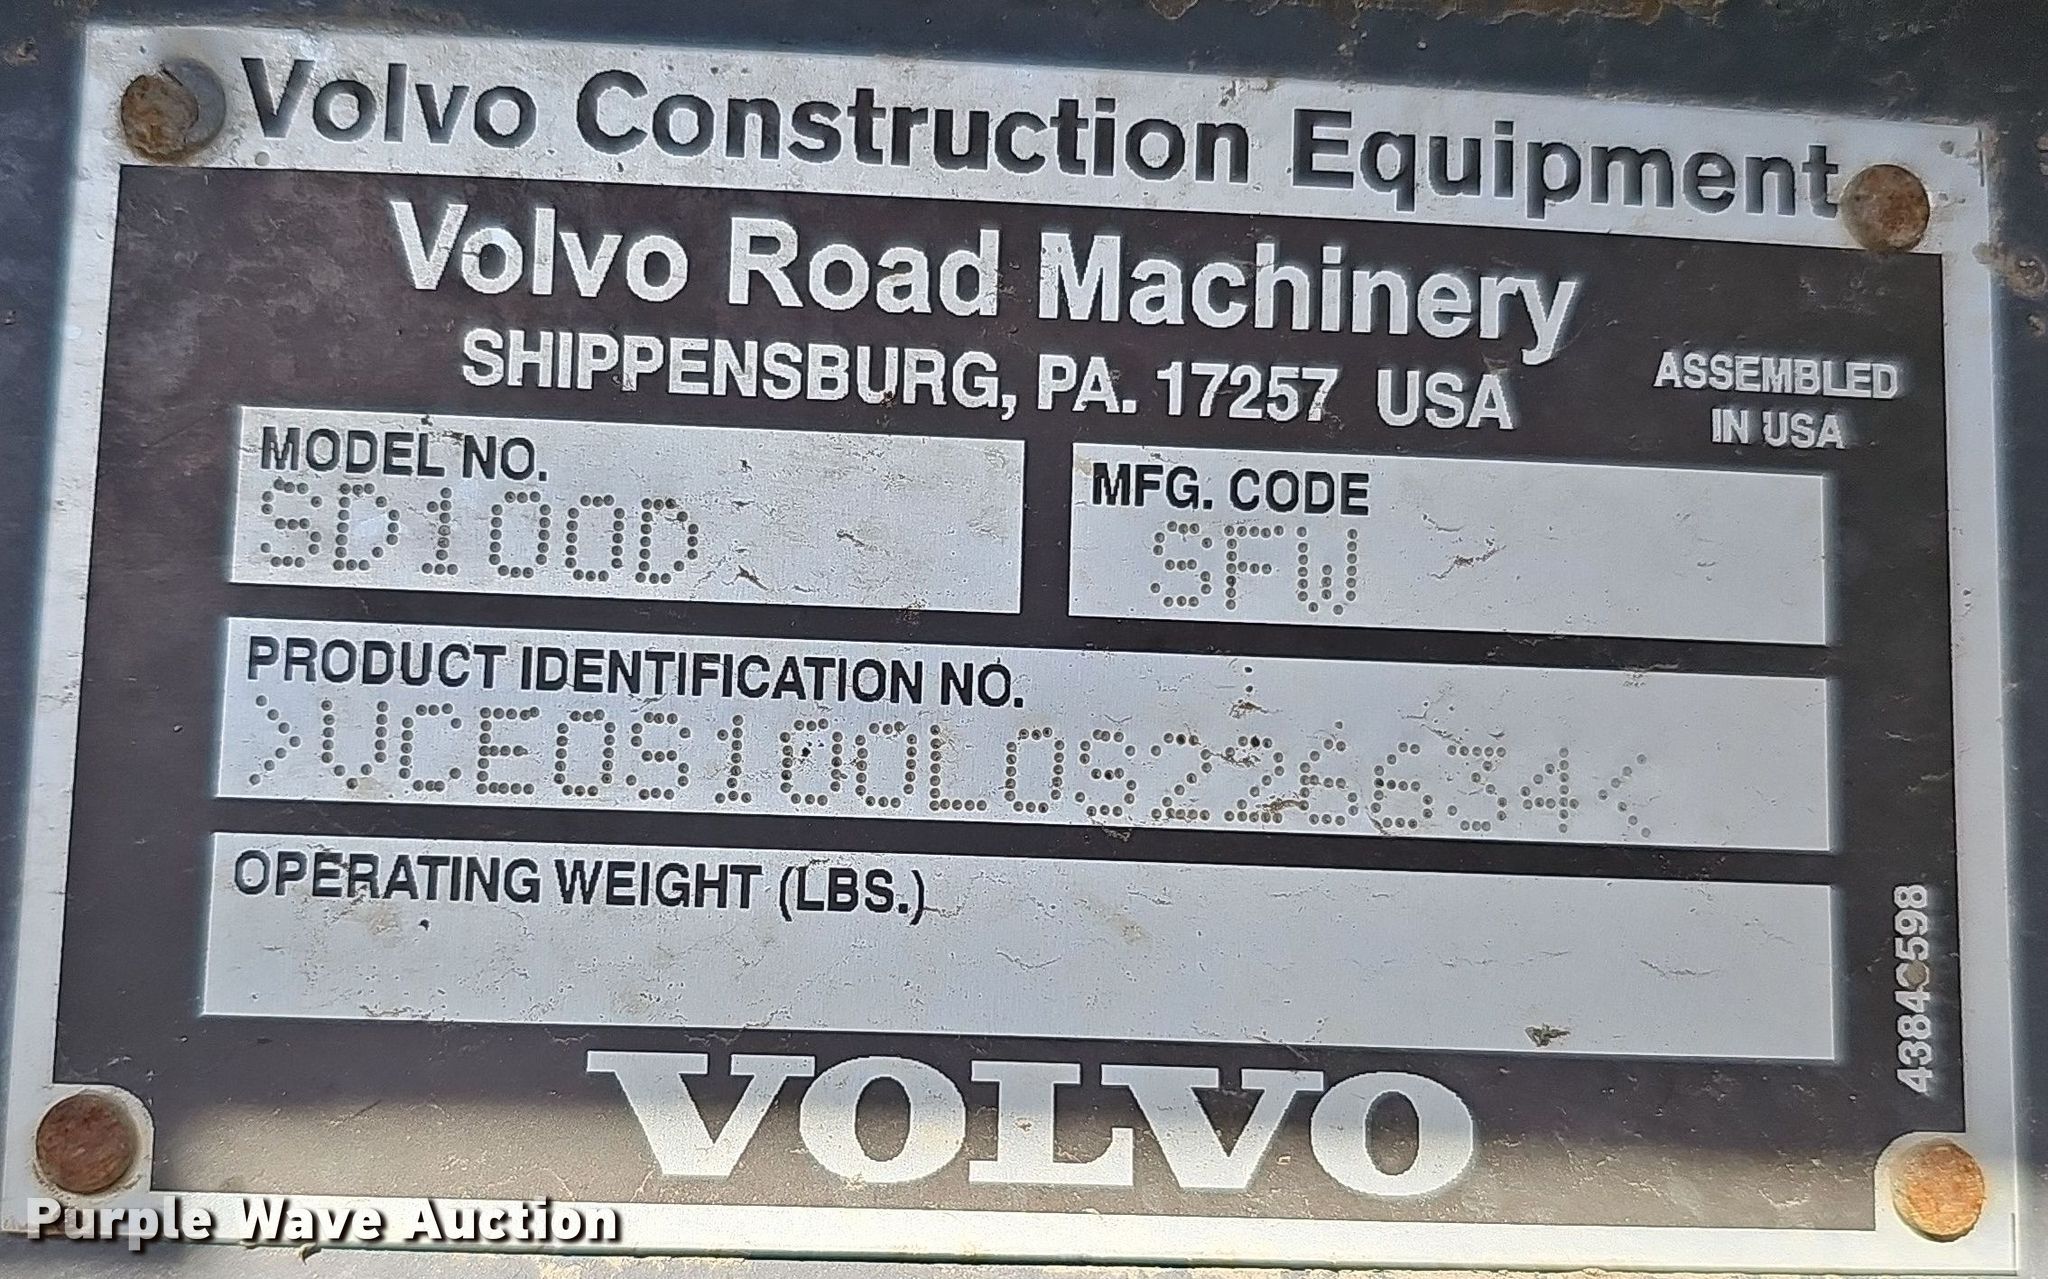 Volvo Construction Equipment
Volvo Road Machinery
SHIPPENSBURG, PA. 17257 USA
ASSEMBLED
IN USA
MODEL NO.
SD100D
MFG. CODE
SFW
PRODUCT IDENTIFICATION NO.
>VCE0S100L0S226634<
OPERATING WEIGHT (LBS.)
VOLVO
Purple Wave Auction